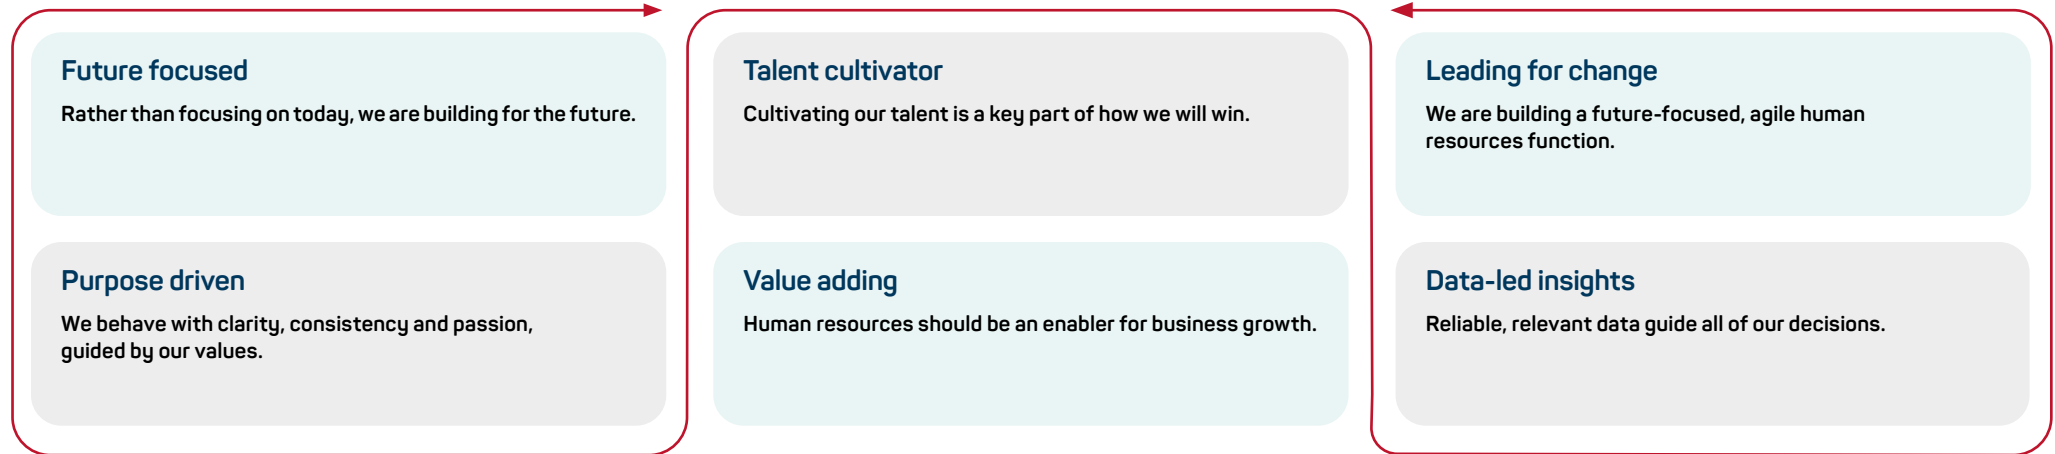 Future focused
Rather than focusing on today, we are building for the future.
Talent cultivator
Cultivating our talent is a key part of how we will win.
Leading for change
We are building a future-focused, agile human
resources function.
Purpose driven
We behave with clarity, consistency and passion,
guided by our values.
Value adding
Human resources should be an enabler for business growth.
Data-led insights
Reliable, relevant data guide all of our decisions.